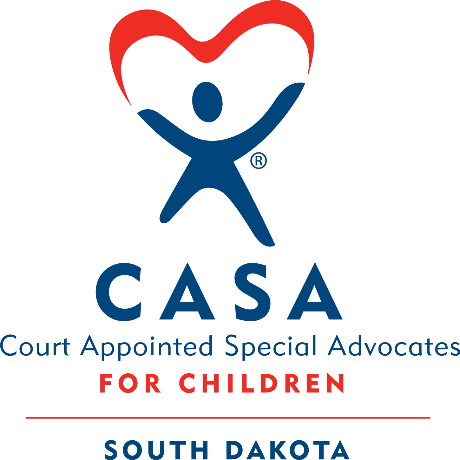 ®
CASA
Court Appointed Special Advocates
FOR CHILDREN
SOUTH DAKOTA